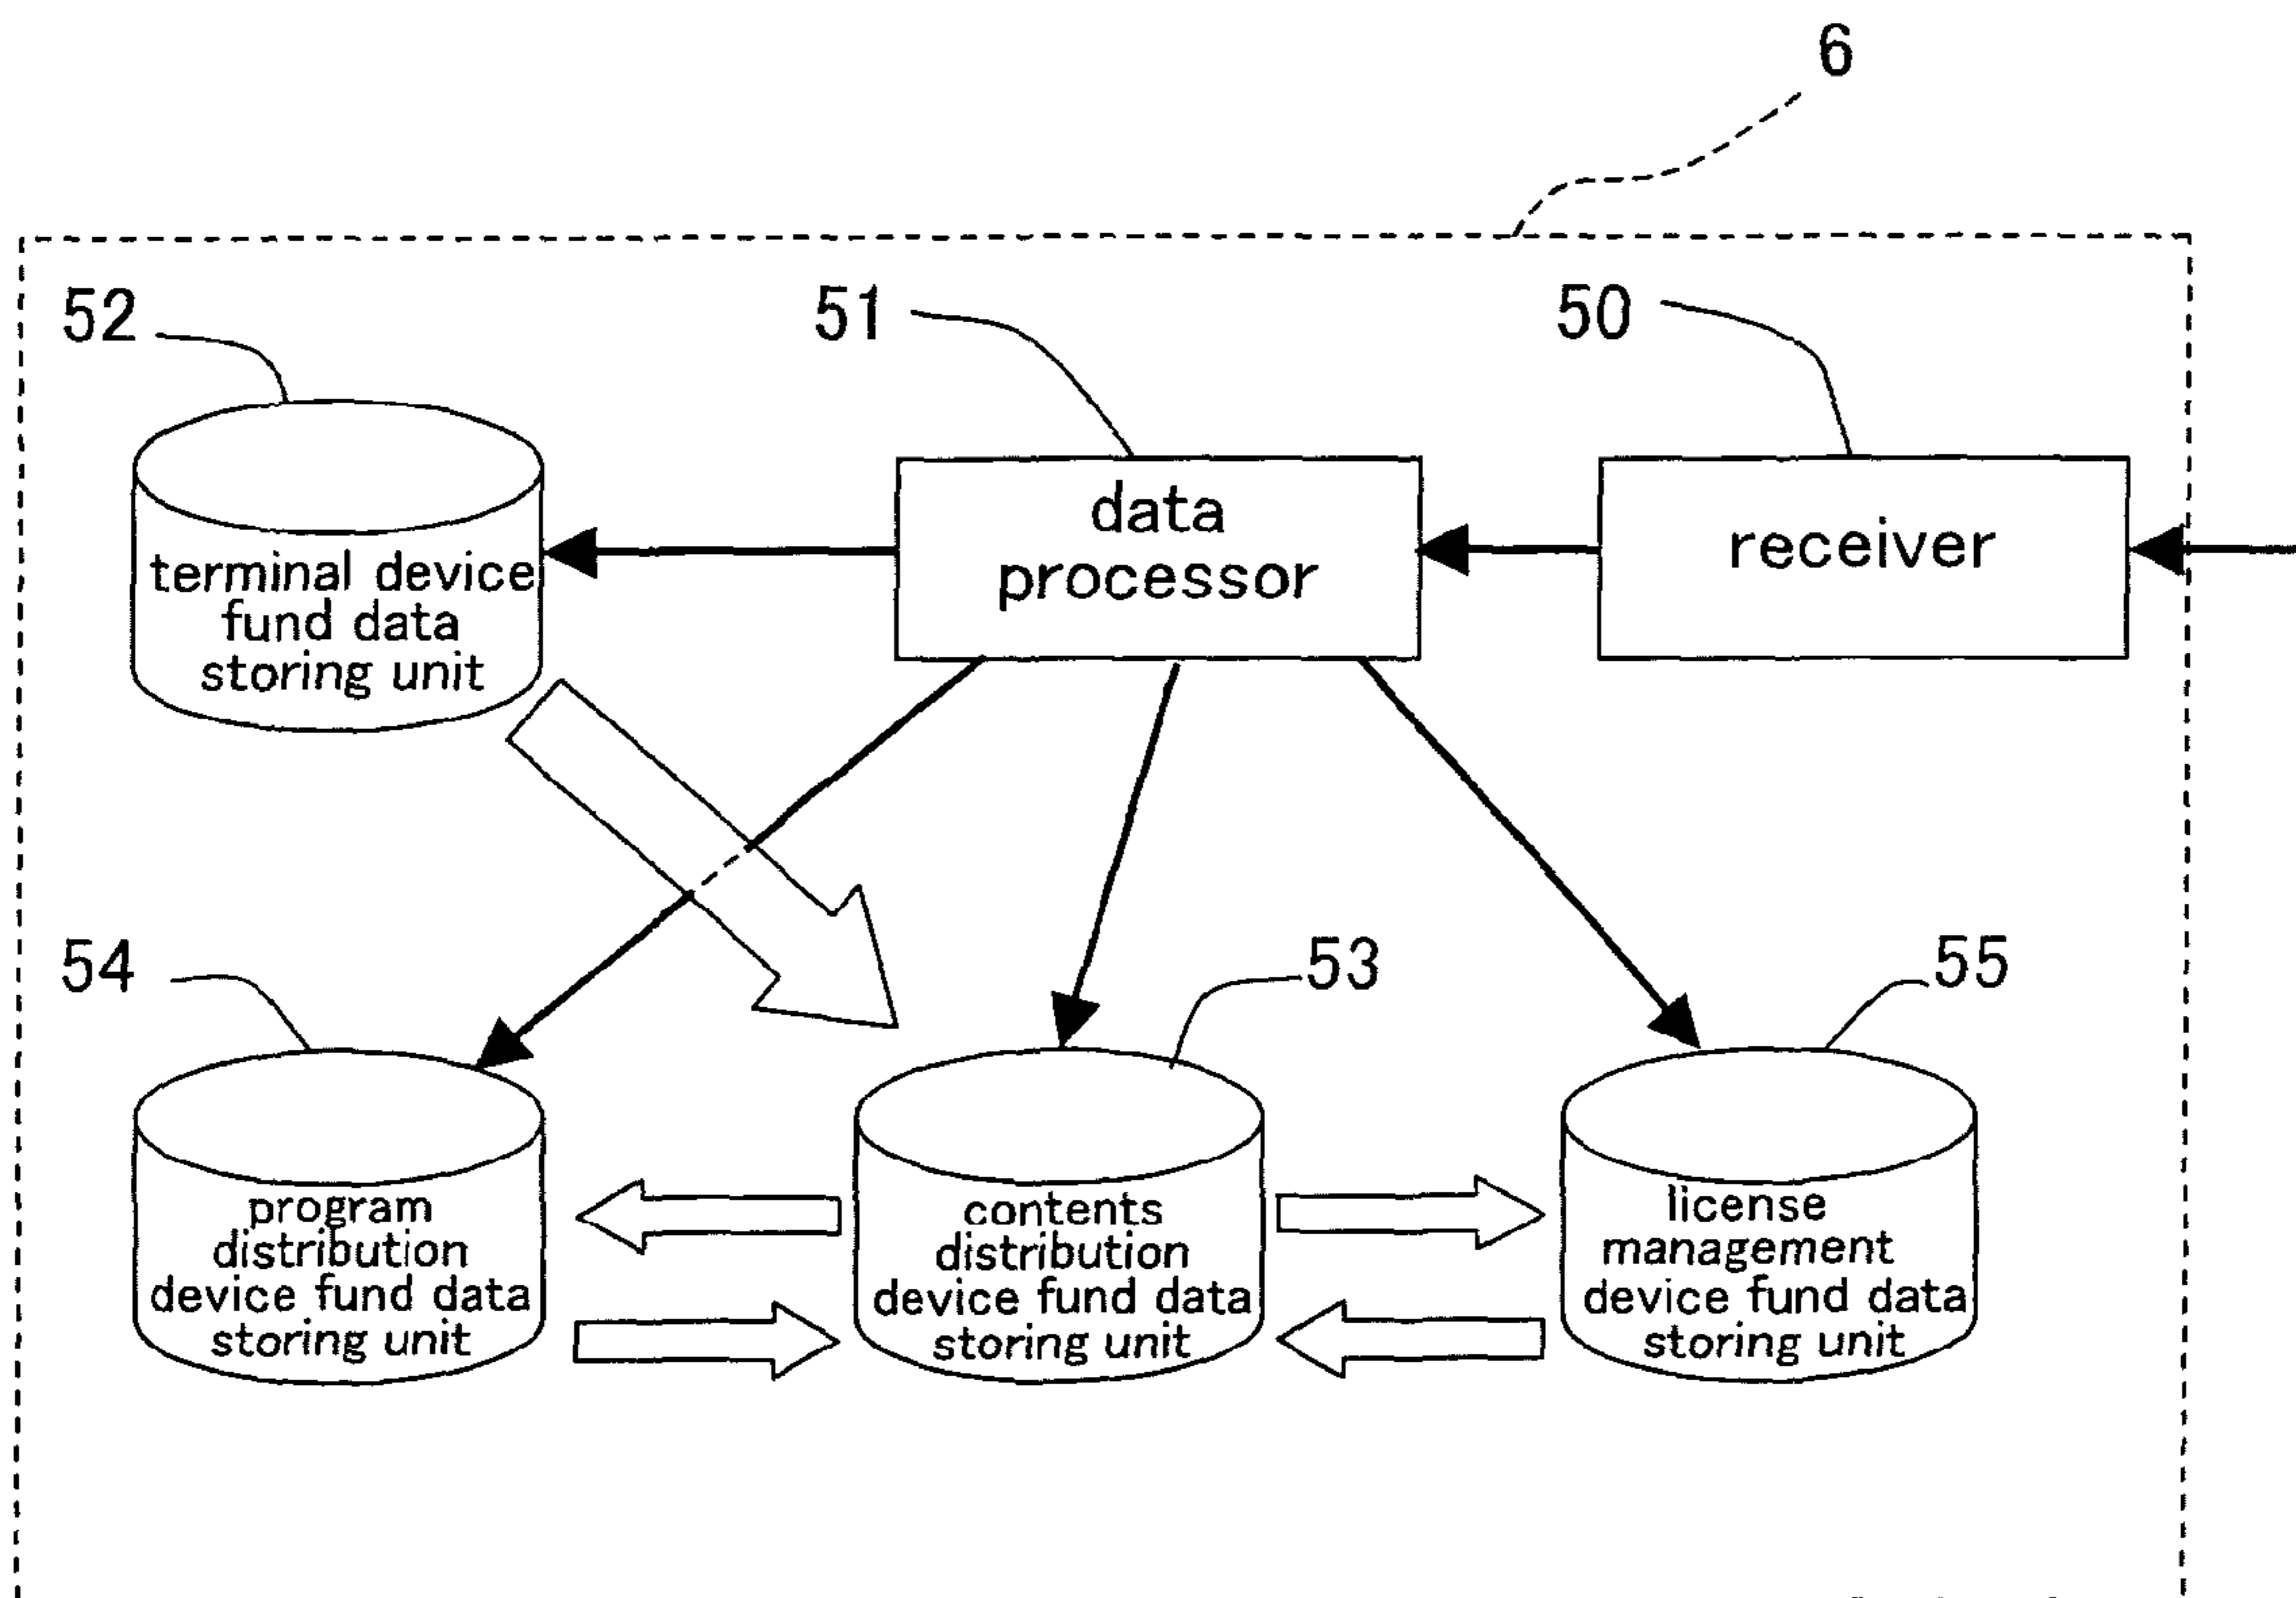 6
52
51
50
data
processor
receiver
terminal device
fund data
storing unit
54
53
55
program
distribution
device fund data
storing unit
contents
distribution
device fund data
storing unit
license
management
device fund data
storing unit